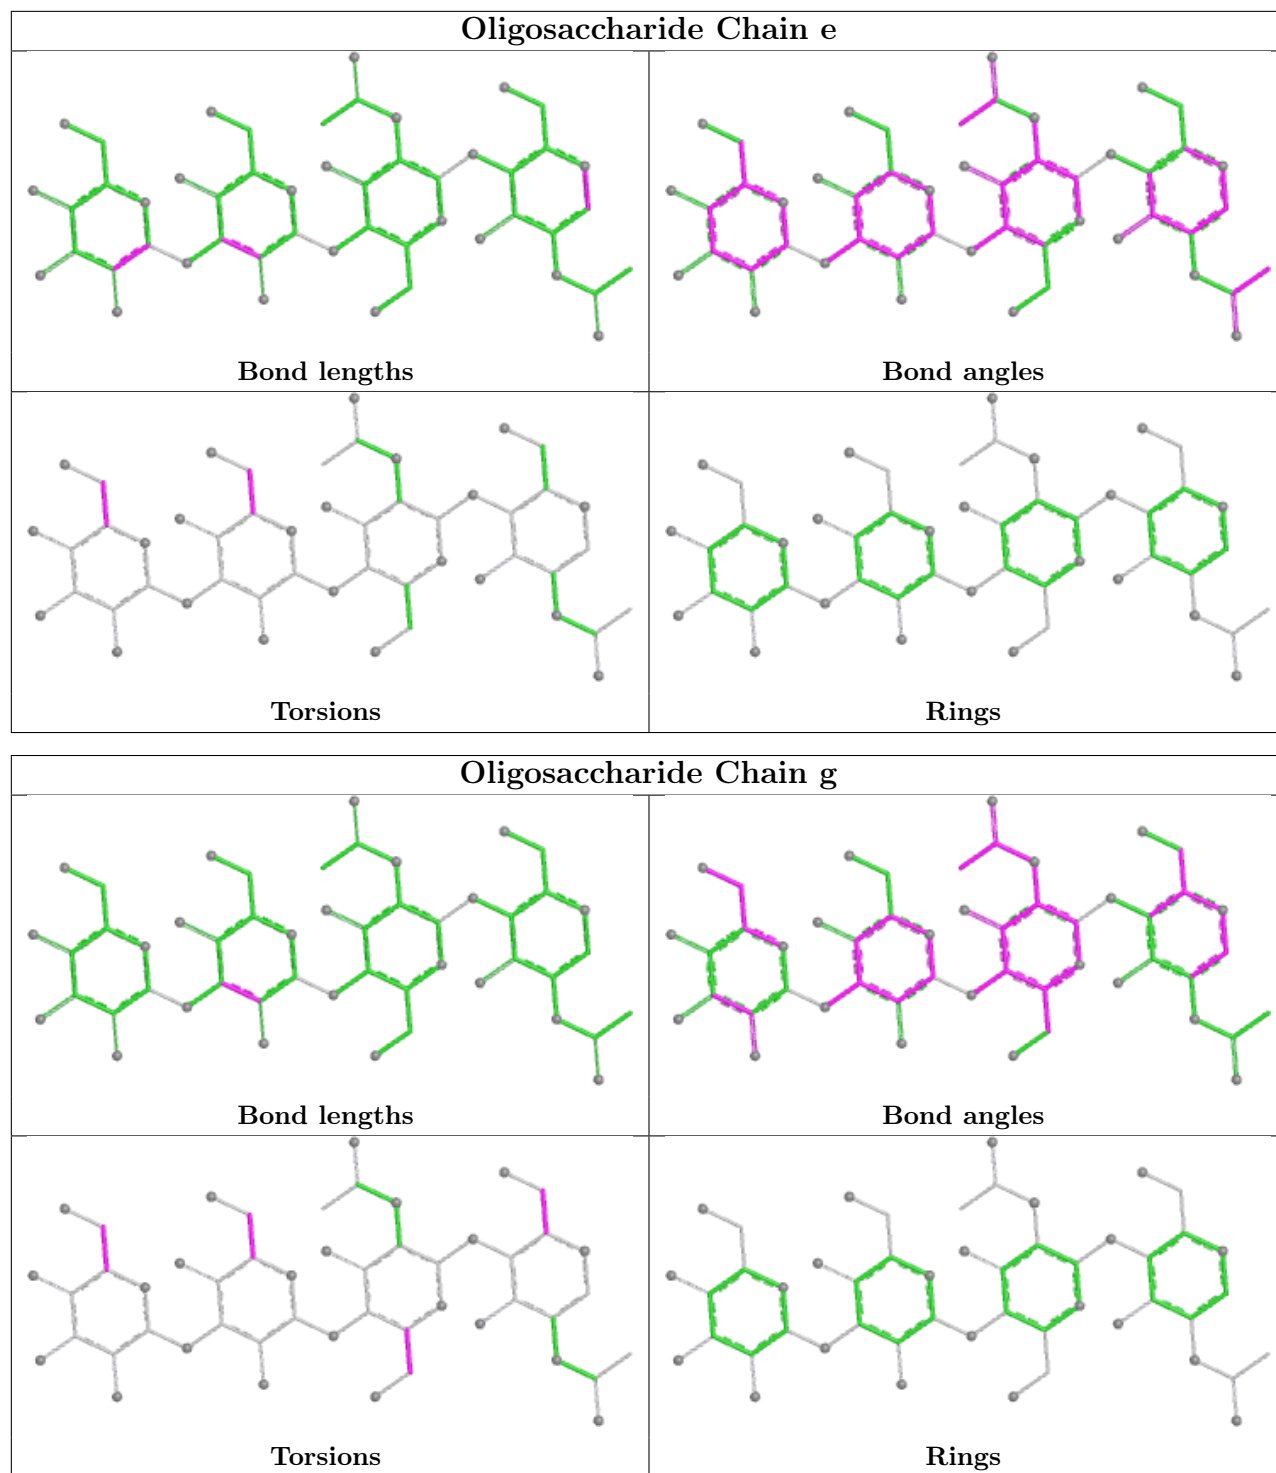 Oligosaccharide Chain e
Bond lengths
Bond angles
Torsions
Rings
Oligosaccharide Chain g
Bond lengths
Bond angles
Torsions
Rings